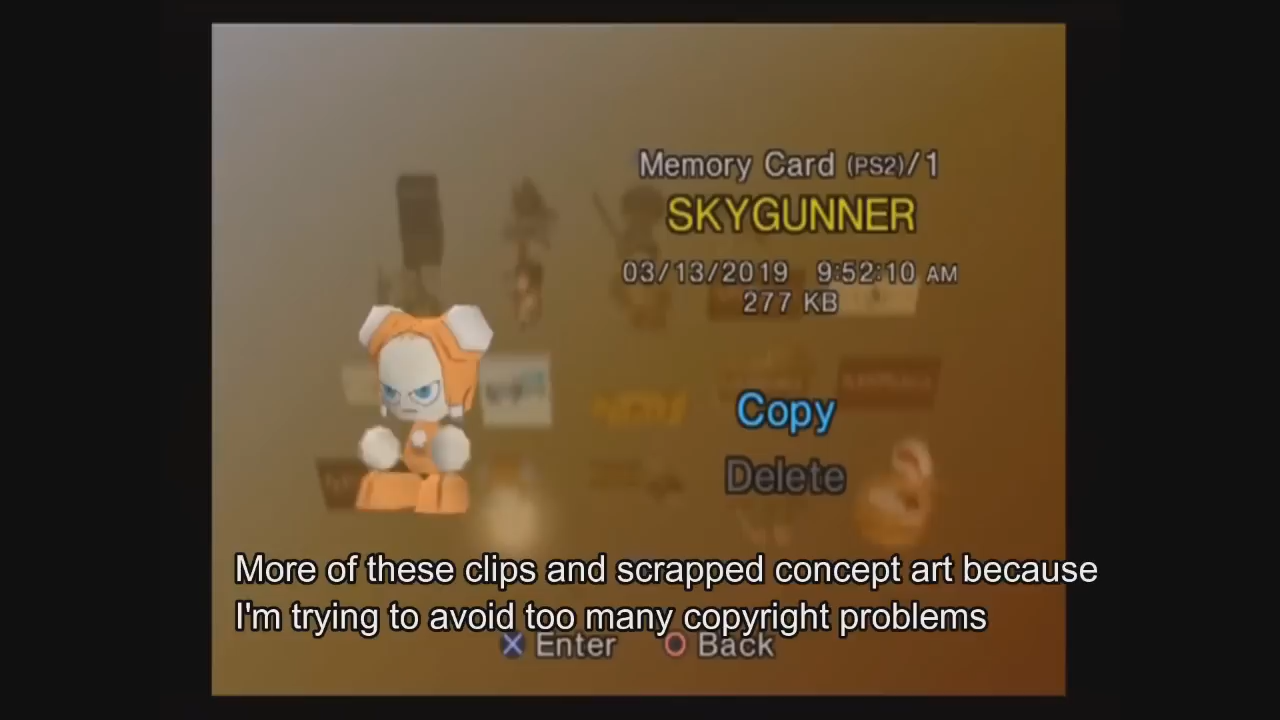 Memory Card (PS2)/1
SKYGUNNER
03/13/2019 9:52:10 AM
277 KB
Copy
Delete
More of these clips and scrapped concept art because
I'm trying to avoid too many copyright problems
Enter Back